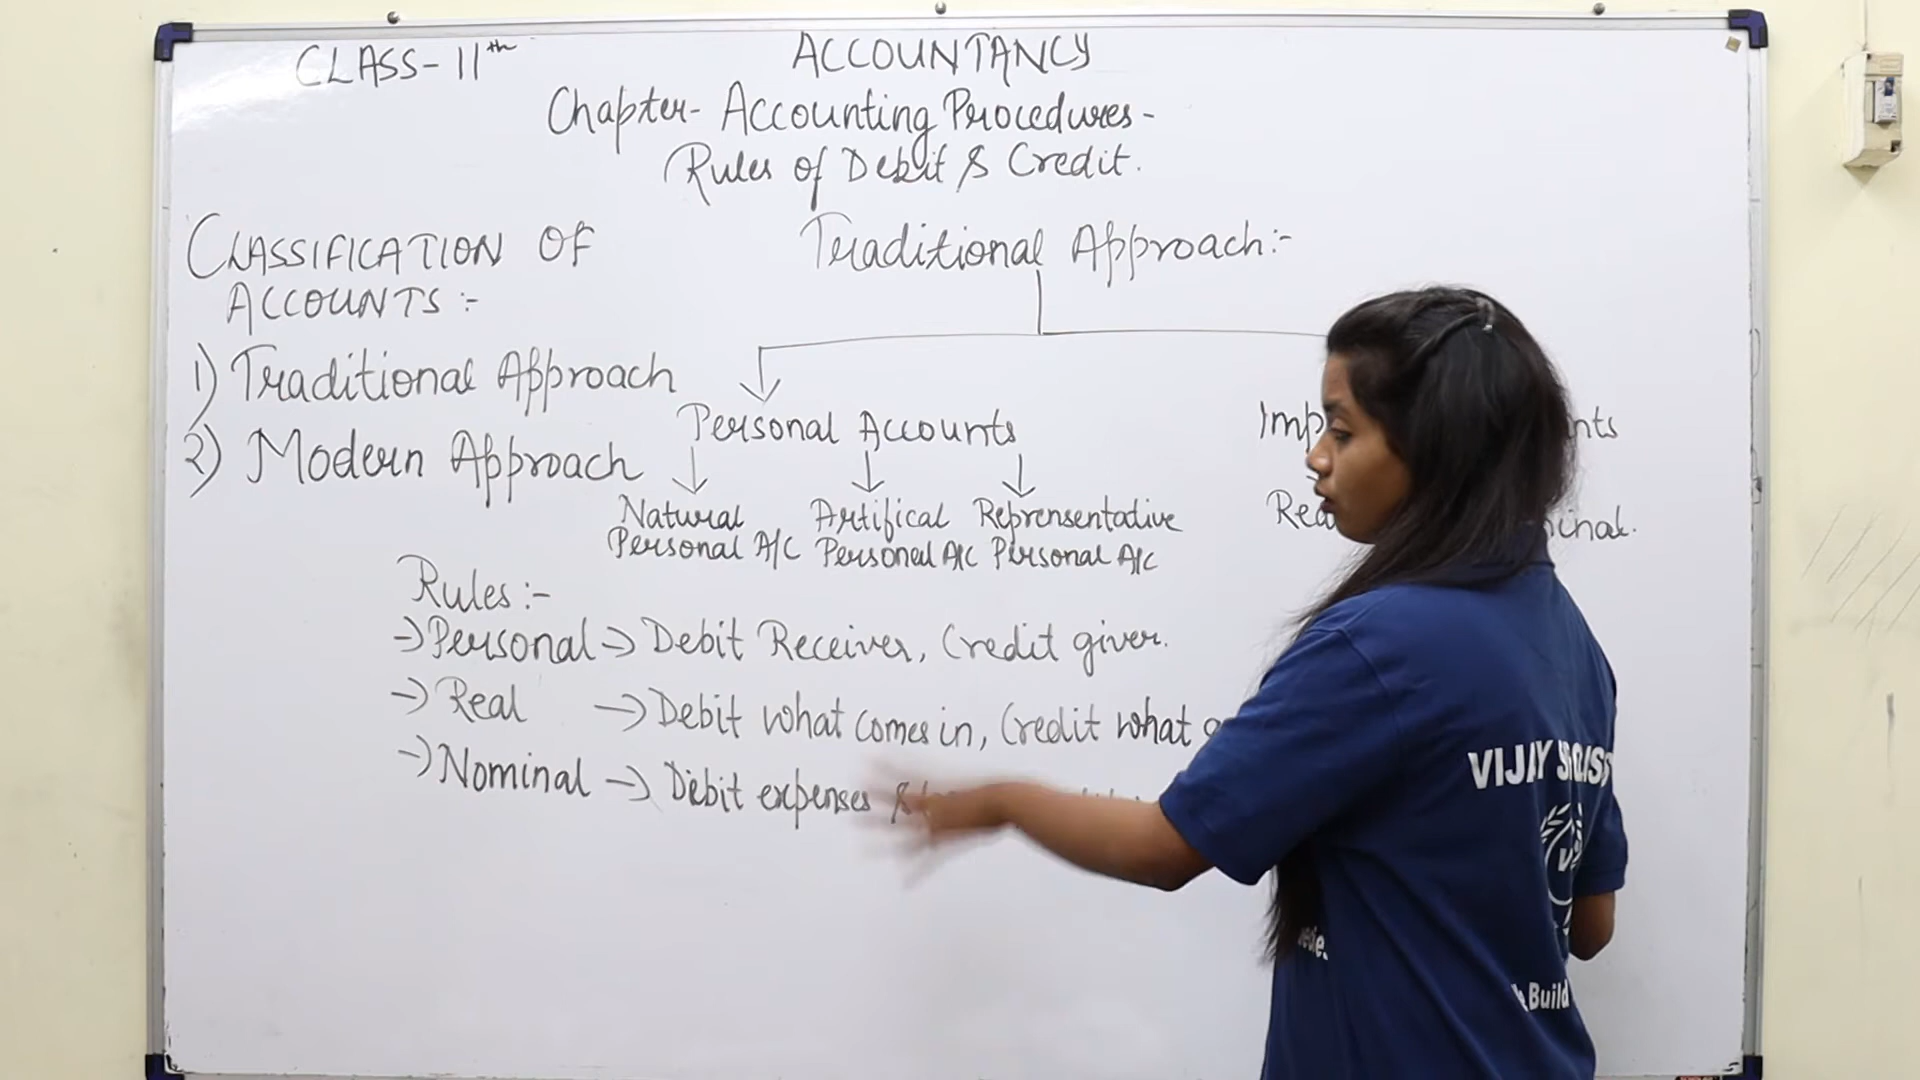 CLASS-11th
ACCOUNTANCY
Chapter- Accounting Procedures-
Rules of Debit & Credit.
CLASSIFICATION OF
ACCOUNTS :-
1) Traditional Approach
2) Modern Approach
Traditional Approach:-
Personal Accounts
Natural
Personal A/C
Artifical
Personal A/C
Reprensentative
Personal A/C
Rules :-
->Personal -> Debit Receiver, Credit giver.
-> Real -> Debit what comes in, Credit what
-> Nominal -> Debit expenses &
VIJAY
Build